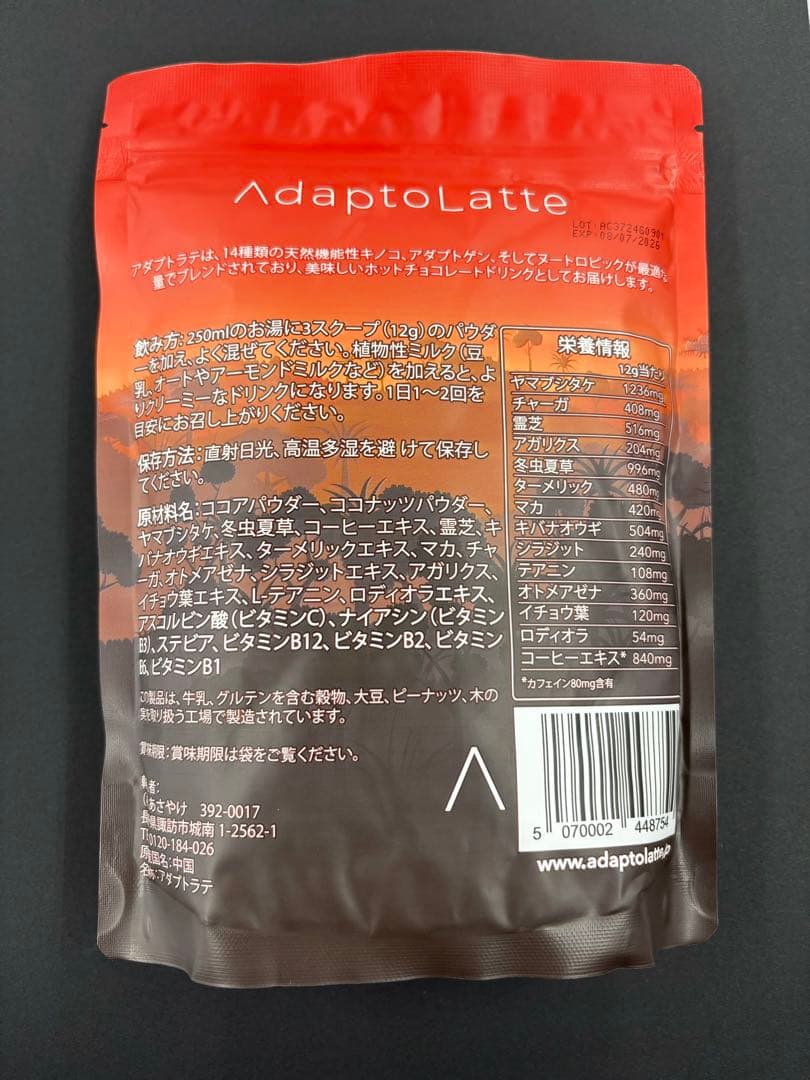 AdaptoLatte
LOT: AC3724G0901
EXP:08/07/2026
アダプトラテは、14種類の天然機能性キノコ、アダプトゲン、そしてヌートロピックが最適な
量でブレンドされており、美味しいホットチョコレートドリンクとしてお届けします。
飲み方: 250mlのお湯に3スクープ (12g) のパウダ
ーを加え、よく混ぜてください。植物性ミルク (豆
乳、オートやアーモンドミルクなど) を加えると、よ
りクリーミーなドリンクになります。1日1〜2回を
目安にお召し上がりください。
保存方法: 直射日光、高温多湿を避けて保存し
てください。
原材料名: ココアパウダー、ココナッツパウダー、
ヤマブシタケ、冬虫夏草、コーヒーエキス、霊芝、キ
バナオウギエキス、ターメリックエキス、マカ、チャ
ーガ、オトメアゼナ、シラジットエキス、アガリクス、
イチョウ葉エキス、L-テアニン、ロディオラエキス、
アスコルビン酸 (ビタミンC)、ナイアシン (ビタミン
B3)、ステビア、ビタミンB12、ビタミンB2、ビタミン
B6、ビタミンB1
この製品は、牛乳、グルテンを含む穀物、大豆、ピーナッツ、木の
実を取り扱う工場で製造されています。
賞味期限: 賞味期限は袋をご覧ください。
者:
あさやけ 392-0017
長 県諏訪市城南 1-2562-1
0120-184-026
原 国名: 中国
名 : アダプトラテ
栄養情報
12g当たり
ヤマブシタケ 1236mg
チャーガ 408mg
霊芝 516mg
アガリクス 204mg
冬虫夏草 996mg
ターメリック 480mg
マカ 420mg
キバナオウギ 504mg
シラジット 240mg
テアニン 108mg
オトメアゼナ 360mg
イチョウ葉 120mg
ロディオラ 54mg
コーヒーエキス* 840mg
*カフェイン80mg含有
5 070002 448754
www.adaptolatte.jp